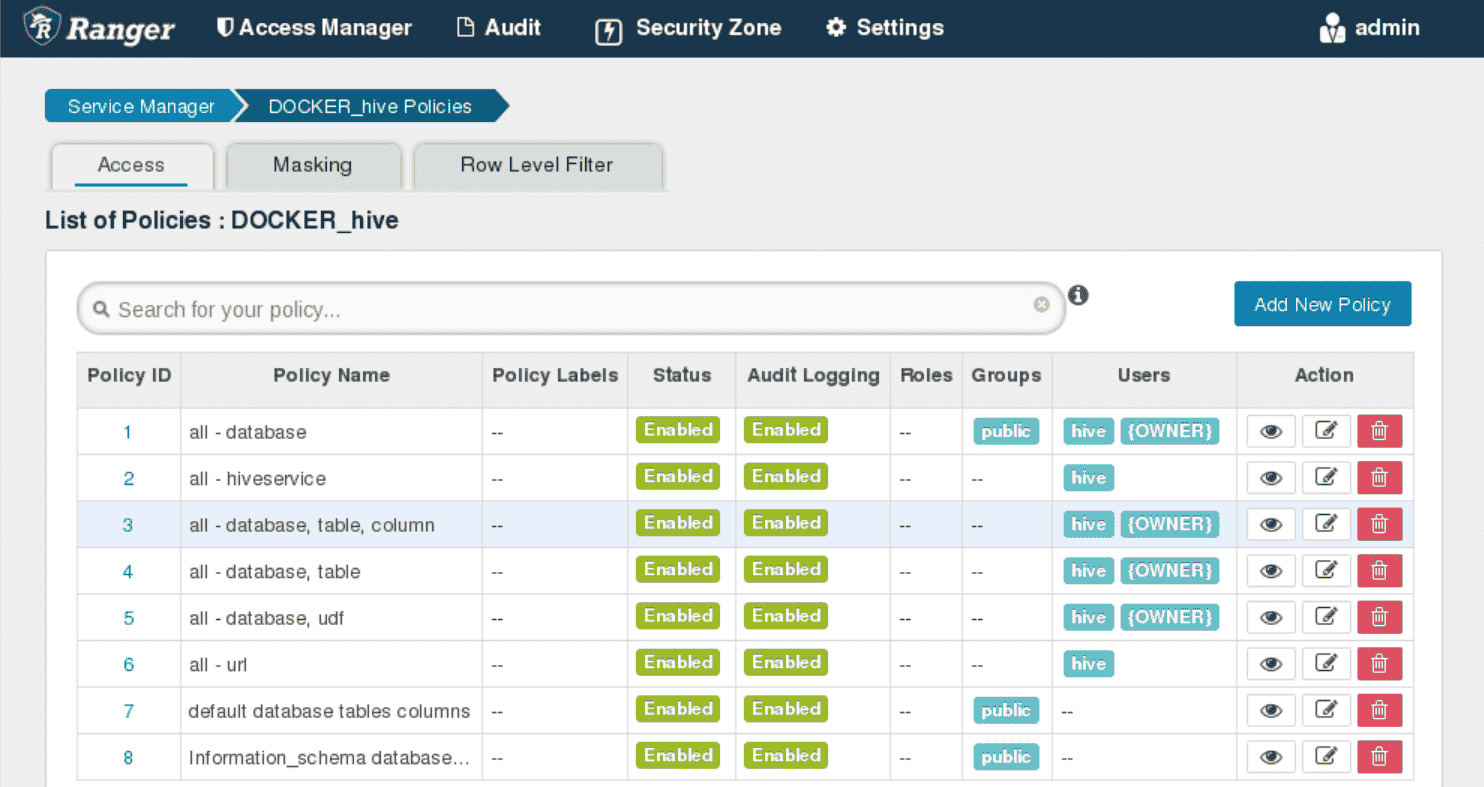 Ranger Access Manager Audit Security Zone Settings admin
Service Manager DOCKER_hive Policies
Access Masking Row Level Filter
List of Policies : DOCKER_hive
Search for your policy... Add New Policy
Policy ID Policy Name Policy Labels Status Audit Logging Roles Groups Users Action
1 all - database -- Enabled Enabled -- public hive {OWNER}
2 all - hiveservice -- Enabled Enabled -- -- hive
3 all - database, table, column -- Enabled Enabled -- -- hive {OWNER}
4 all - database, table -- Enabled Enabled -- -- hive {OWNER}
5 all - database, udf -- Enabled Enabled -- -- hive {OWNER}
6 all - url -- Enabled Enabled -- -- hive
7 default database tables columns -- Enabled Enabled -- public --
8 Information_schema database... -- Enabled Enabled -- public --